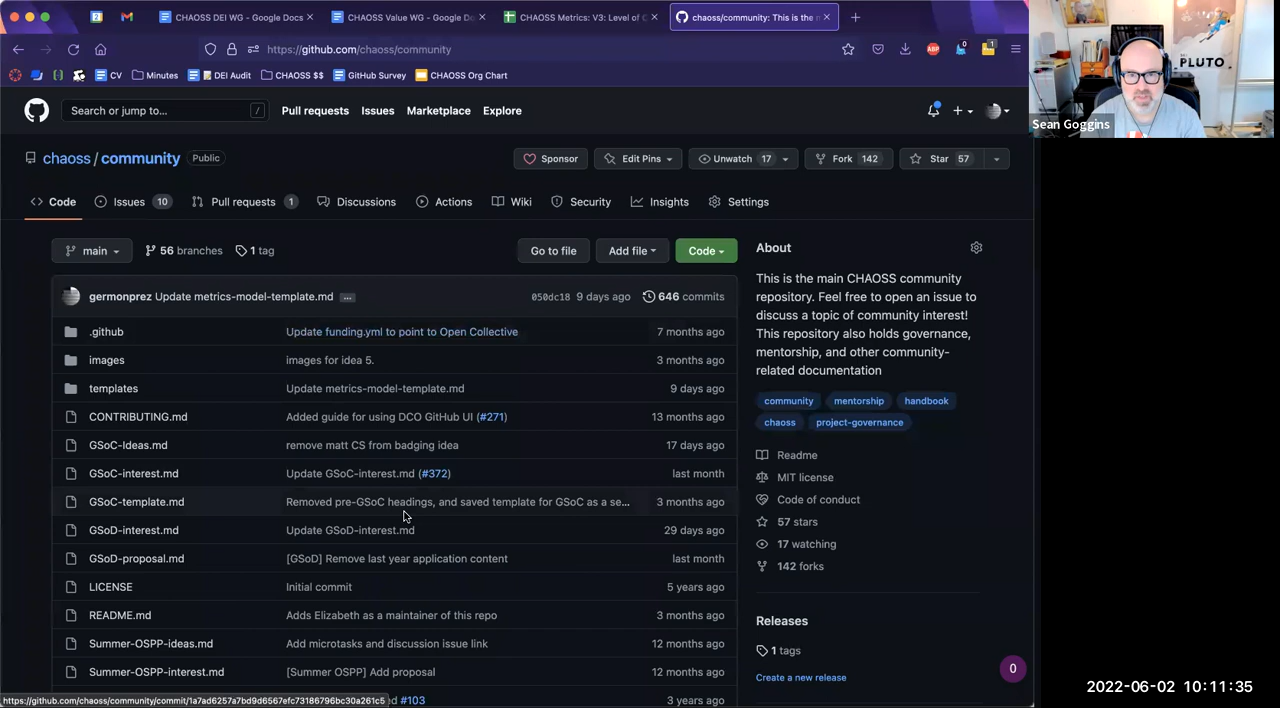 CHAOSS DEI WG - Google Docs
CHAOSS Value WG - Google Do
CHAOSS Metrics: V3: Level of C
chaoss/community: This is the m
https://github.com/chaoss/community
ABP
0
1
CV
Minutes
DEI Audit
CHAOSS $$
GitHub Survey
CHAOSS Org Chart
PLUTO
Sean Goggins
Search or jump to...
/
Pull requests
Issues
Marketplace
Explore
chaoss / community
Public
Sponsor
Edit Pins
Unwatch 17
Fork 142
Star 57
Code
Issues 10
Pull requests 1
Discussions
Actions
Wiki
Security
Insights
Settings
main
56 branches
1 tag
Go to file
Add file
Code
germonprez Update metrics-model-template.md ...
050dc18 9 days ago
646 commits
.github Update funding.yml to point to Open Collective 7 months ago
images images for idea 5. 3 months ago
templates Update metrics-model-template.md 9 days ago
CONTRIBUTING.md Added guide for using DCO GitHub UI (#271) 13 months ago
GSoC-Ideas.md remove matt CS from badging idea 17 days ago
GSoC-interest.md Update GSoC-interest.md (#372) last month
GSoC-template.md Removed pre-GSoC headings, and saved template for GSoC as a se... 3 months ago
GSoD-interest.md Update GSoD-interest.md 29 days ago
GSoD-proposal.md [GSoD] Remove last year application content last month
LICENSE Initial commit 5 years ago
README.md Adds Elizabeth as a maintainer of this repo 3 months ago
Summer-OSPP-ideas.md Add microtasks and discussion issue link 12 months ago
Summer-OSPP-interest.md [Summer OSPP] Add proposal 12 months ago
https://github.com/chaoss/community/commit/1a7ad6257a7bd9d6567efc73186796bc30a261c5
d #103 3 years ago
About
This is the main CHAOSS community
repository. Feel free to open an issue to
discuss a topic of community interest!
This repository also holds governance,
mentorship, and other community-
related documentation
community
mentorship
handbook
chaoss
project-governance
Readme
MIT license
Code of conduct
57 stars
17 watching
142 forks
Releases
1 tags
Create a new release
0
2022-06-02 10:11:35